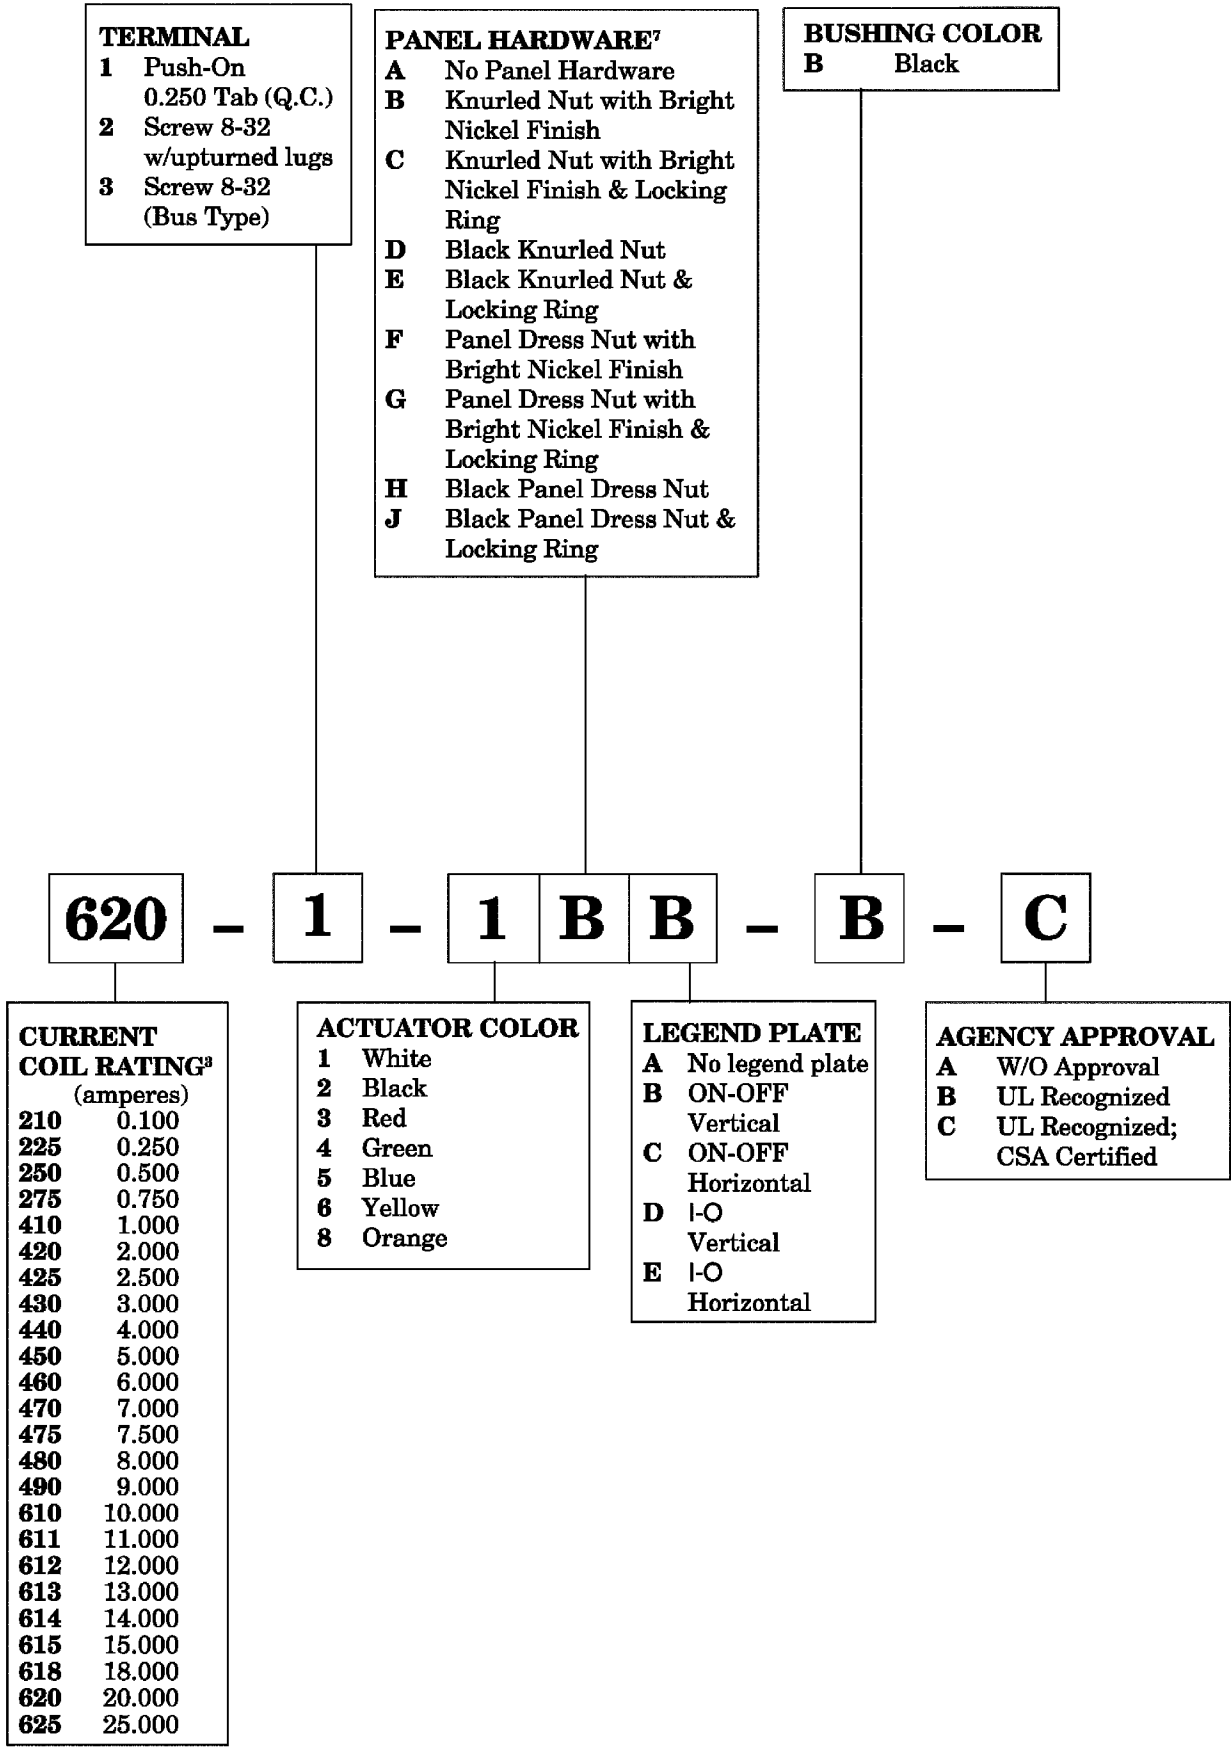 TERMINAL
1 Push-On
0.250 Tab (Q.C.)
2 Screw 8-32
w/upturned lugs
3 Screw 8-32
(Bus Type)
PANEL HARDWARE⁷
A No Panel Hardware
B Knurled Nut with Bright
Nickel Finish
C Knurled Nut with Bright
Nickel Finish & Locking
Ring
D Black Knurled Nut
E Black Knurled Nut &
Locking Ring
F Panel Dress Nut with
Bright Nickel Finish
G Panel Dress Nut with
Bright Nickel Finish &
Locking Ring
H Black Panel Dress Nut
J Black Panel Dress Nut &
Locking Ring
BUSHING COLOR
B Black
620 – 1 – 1 B B – B – C
CURRENT
COIL RATING³
(amperes)
210 0.100
225 0.250
250 0.500
275 0.750
410 1.000
420 2.000
425 2.500
430 3.000
440 4.000
450 5.000
460 6.000
470 7.000
475 7.500
480 8.000
490 9.000
610 10.000
611 11.000
612 12.000
613 13.000
614 14.000
615 15.000
618 18.000
620 20.000
625 25.000
ACTUATOR COLOR
1 White
2 Black
3 Red
4 Green
5 Blue
6 Yellow
8 Orange
LEGEND PLATE
A No legend plate
B ON-OFF
Vertical
C ON-OFF
Horizontal
D I-O
Vertical
E I-O
Horizontal
AGENCY APPROVAL
A W/O Approval
B UL Recognized
C UL Recognized;
CSA Certified